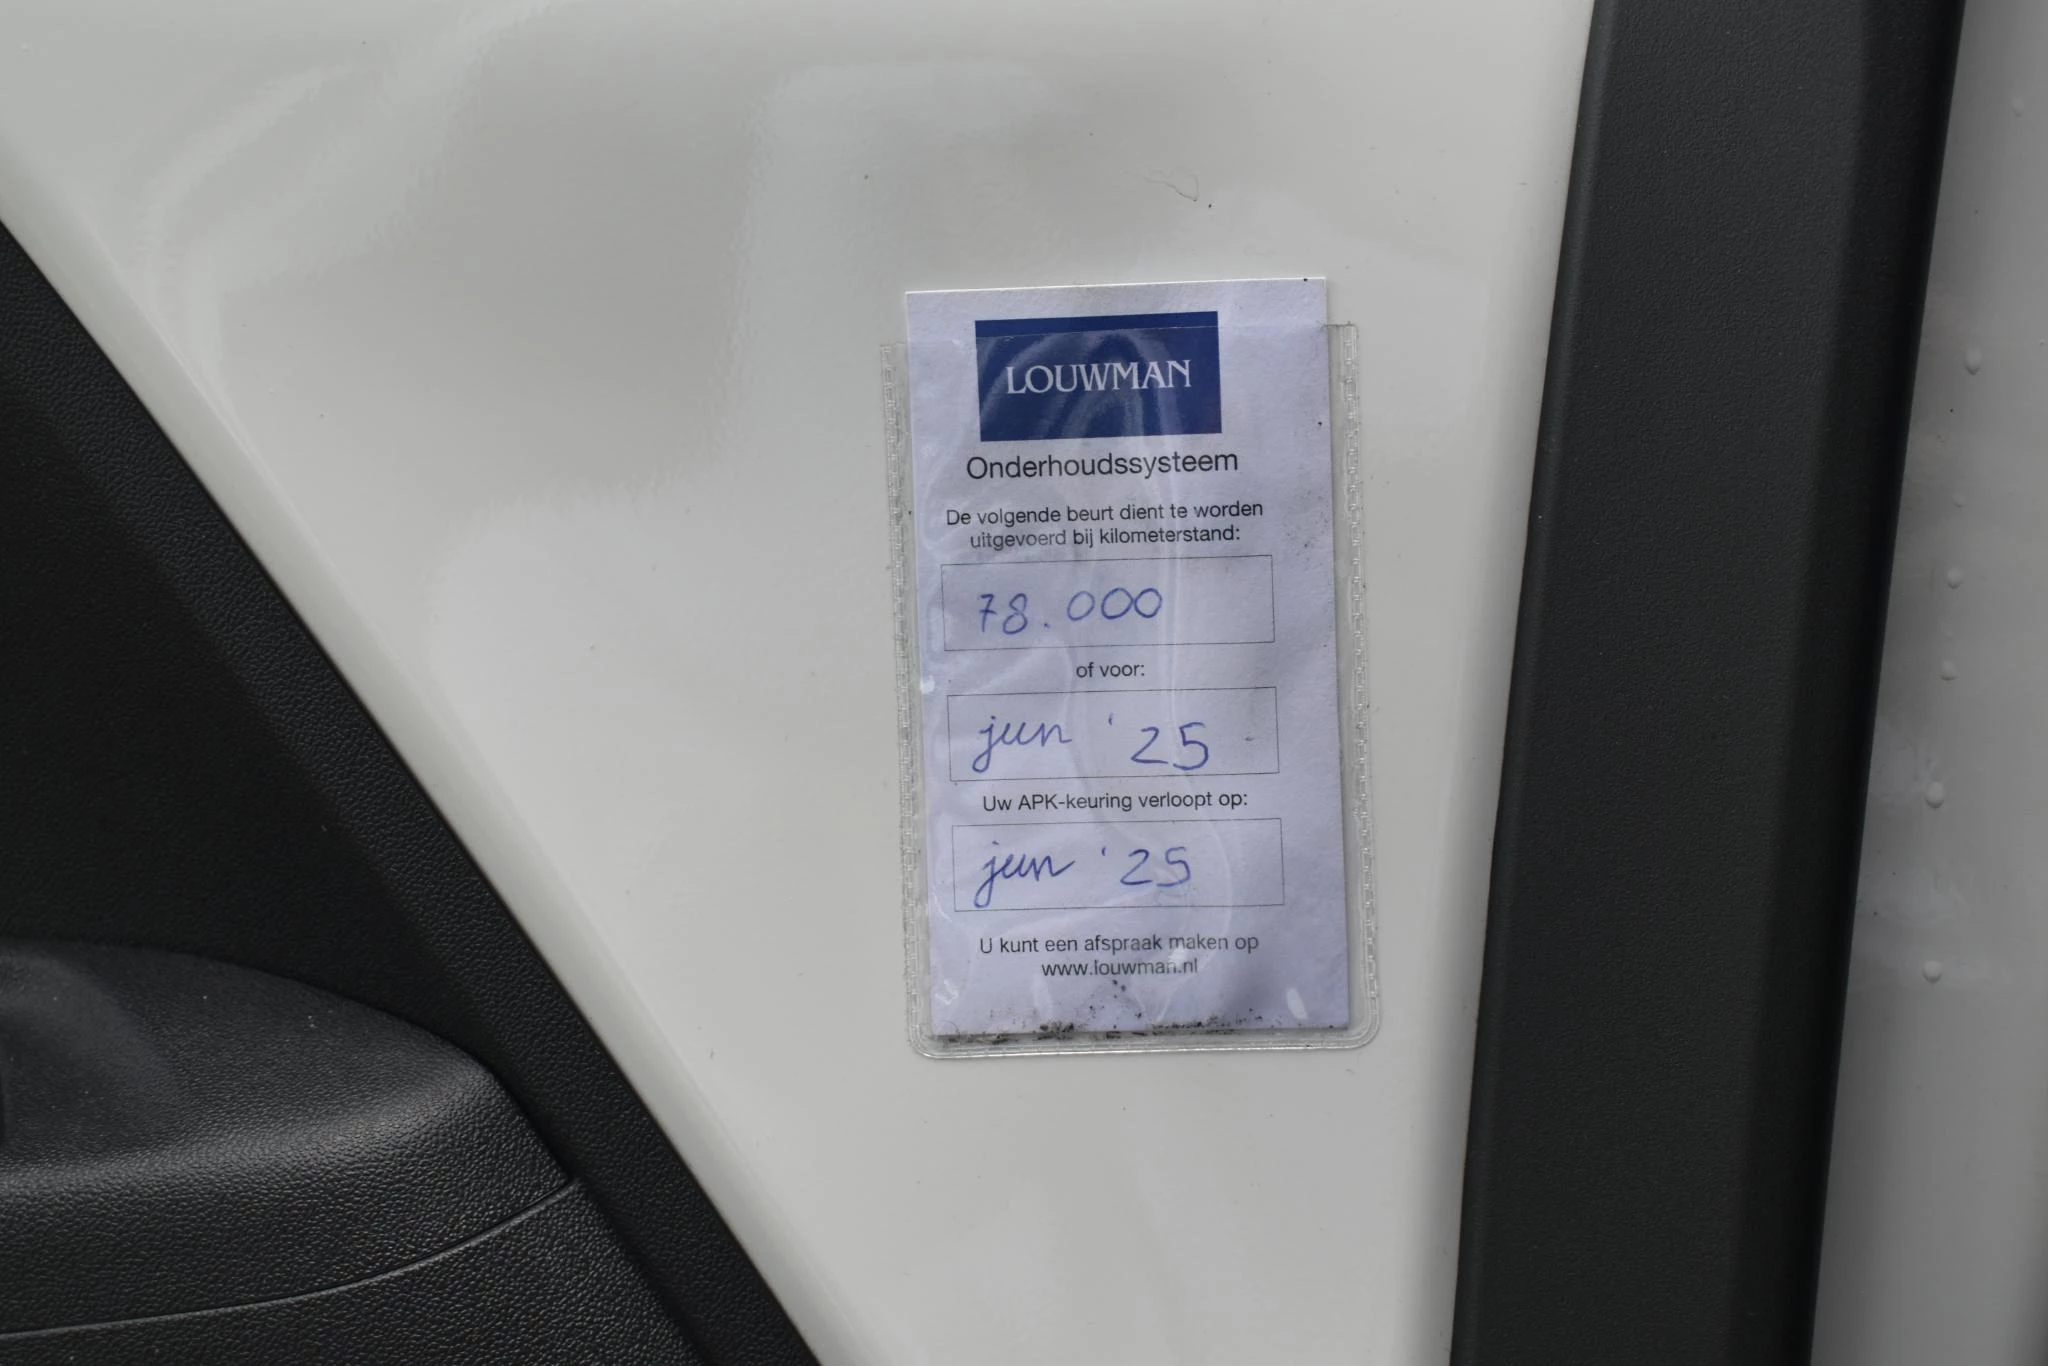 LOUWMAN
Onderhoudssysteem
De volgende beurt dient te worden
uitgevoerd bij kilometerstand:
78.000
of voor:
jun '25
Uw APK-keuring verloopt op:
jun '25
U kunt een afspraak maken op
www.louwman.nl